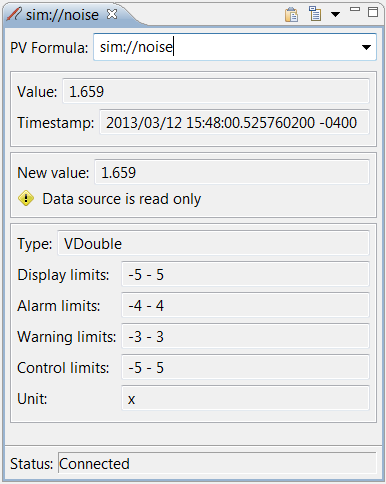 sim://noise
PV Formula: sim://noise
Value: 1.659
Timestamp: 2013/03/12 15:48:00.525760200 -0400
New value: 1.659
Data source is read only
Type: VDouble
Display limits: -5 - 5
Alarm limits: -4 - 4
Warning limits: -3 - 3
Control limits: -5 - 5
Unit: x
Status: Connected